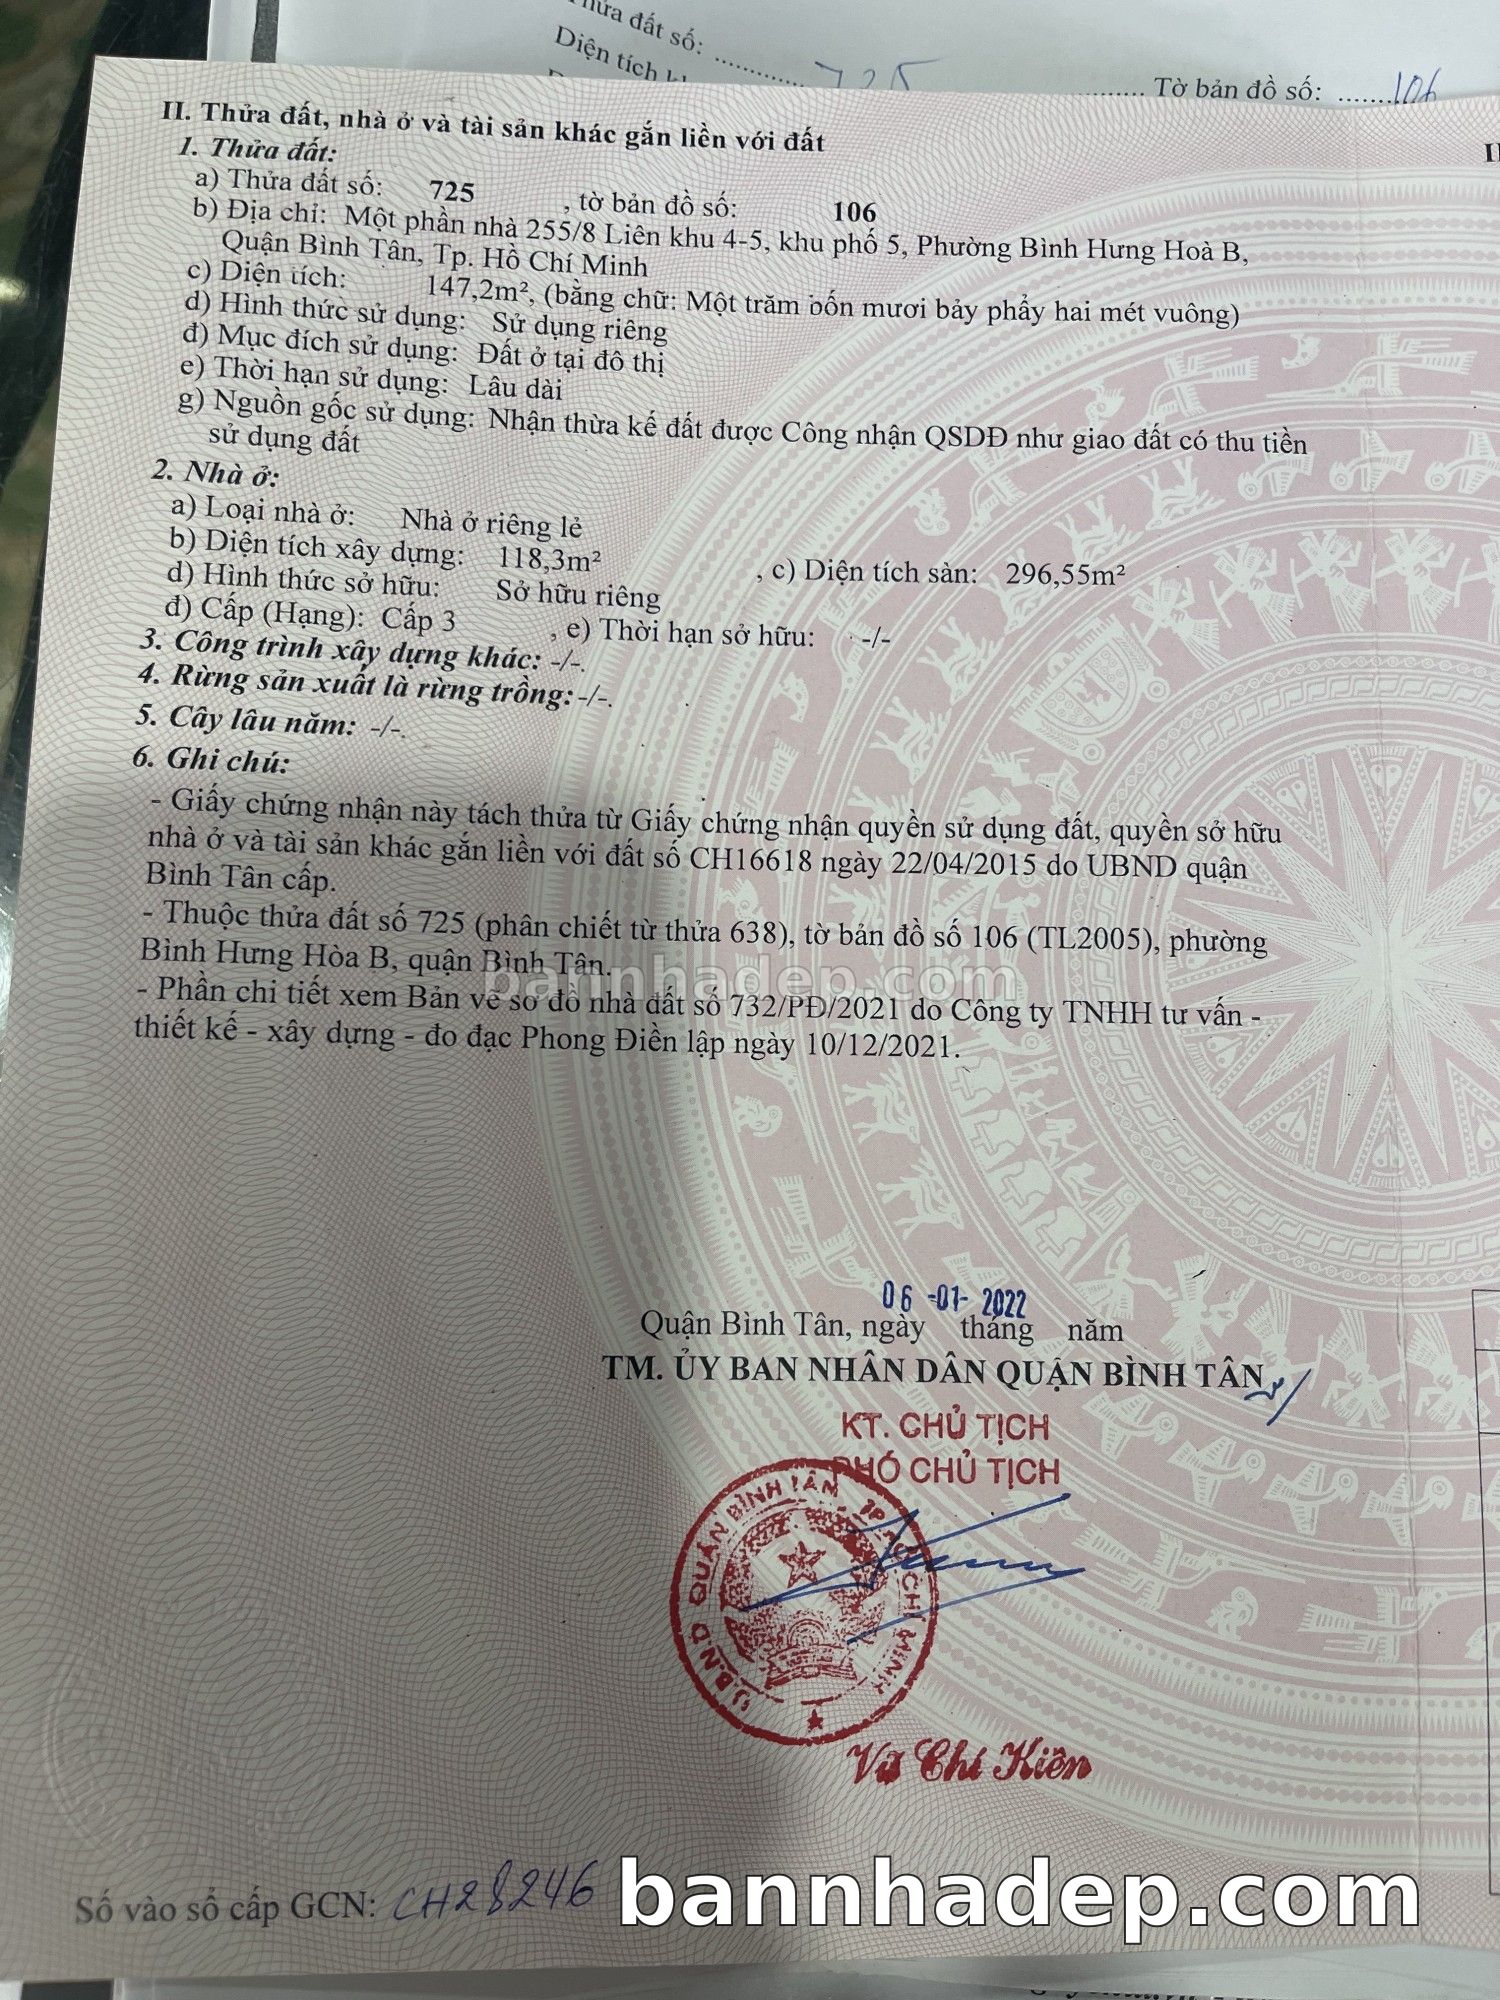 Thửa đất số: 725
Tờ bản đồ số: 106
Diện tích
II. Thửa đất, nhà ở và tài sản khác gắn liền với đất
1. Thửa đất:
a) Thửa đất số: 725 , tờ bản đồ số: 106
b) Địa chỉ: Một phần nhà 255/8 Liên khu 4-5, khu phố 5, Phường Bình Hưng Hoà B,
Quận Bình Tân, Tp. Hồ Chí Minh
c) Diện tích: 147,2m², (bằng chữ: Một trăm bốn mươi bảy phẩy hai mét vuông)
d) Hình thức sử dụng: Sử dụng riêng
đ) Mục đích sử dụng: Đất ở tại đô thị
e) Thời hạn sử dụng: Lâu dài
g) Nguồn gốc sử dụng: Nhận thừa kế đất được Công nhận QSDĐ như giao đất có thu tiền
sử dụng đất
2. Nhà ở:
a) Loại nhà ở: Nhà ở riêng lẻ
b) Diện tích xây dựng: 118,3m² , c) Diện tích sàn: 296,55m²
d) Hình thức sở hữu: Sở hữu riêng
đ) Cấp (Hạng): Cấp 3 , e) Thời hạn sở hữu: -/-
3. Công trình xây dựng khác: -/-.
4. Rừng sản xuất là rừng trồng: -/-.
5. Cây lâu năm: -/-.
6. Ghi chú:
- Giấy chứng nhận này tách thửa từ Giấy chứng nhận quyền sử dụng đất, quyền sở hữu
nhà ở và tài sản khác gắn liền với đất số CH16618 ngày 22/04/2015 do UBND quận
Bình Tân cấp.
- Thuộc thửa đất số 725 (phân chiết từ thửa 638), tờ bản đồ số 106 (TL2005), phường
Bình Hưng Hòa B, quận Bình Tân.
bannhadep.com
- Phần chi tiết xem Bản vẽ sơ đồ nhà đất số 732/PĐ/2021 do Công ty TNHH tư vấn -
thiết kế - xây dựng - đo đạc Phong Điền lập ngày 10/12/2021.
06 -01- 2022
Quận Bình Tân, ngày tháng năm
TM. ỦY BAN NHÂN DÂN QUẬN BÌNH TÂN
KT. CHỦ TỊCH
PHÓ CHỦ TỊCH
U.B.N.D QUẬN BÌNH TÂN - TP HỒ CHÍ MINH
Vũ Chí Kiên
Số vào sổ cấp GCN: CH28246
bannhadep.com